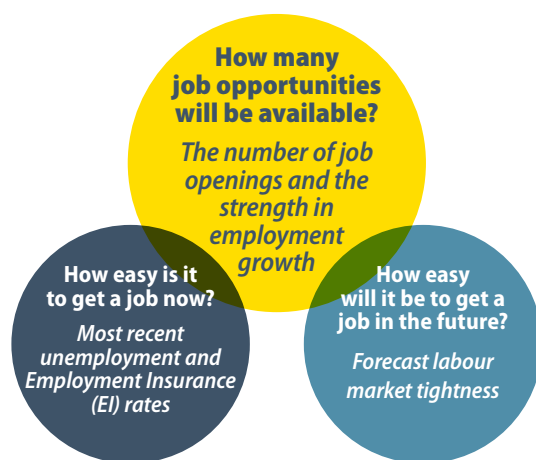 How many
job opportunities
will be available?
The number of job
openings and the
strength in
employment
growth
How easy is it
to get a job now?
Most recent
unemployment and
Employment Insurance
(EI) rates
How easy
will it be to get a
job in the future?
Forecast labour
market tightness